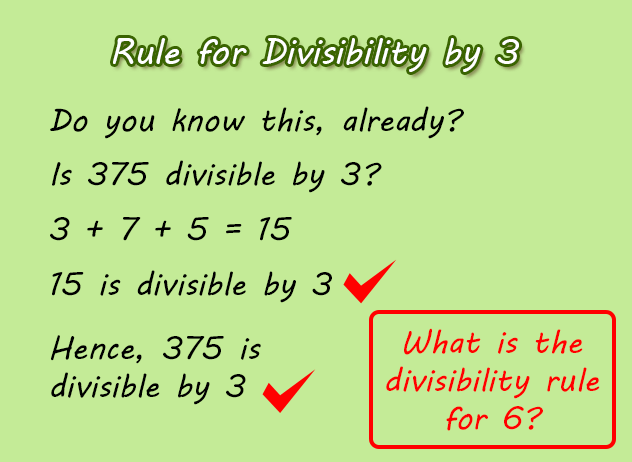 Rule for Divisibility by 3
Do you know this, already?
Is 375 divisible by 3?
3 + 7 + 5 = 15
15 is divisible by 3
Hence, 375 is
divisible by 3
What is the
divisibility rule
for 6?